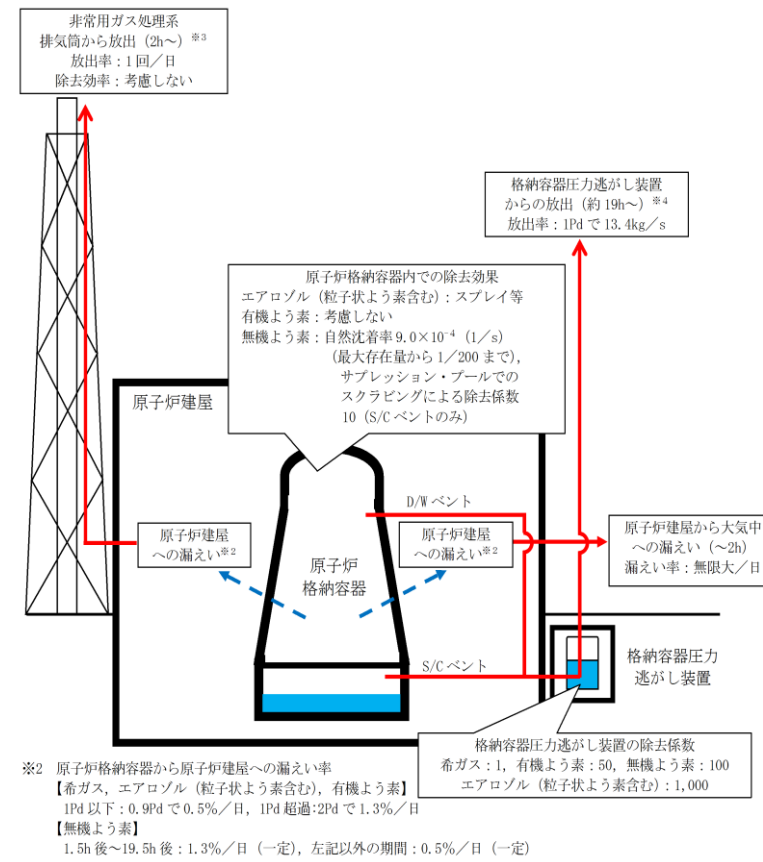 非常用ガス処理系
排気筒から放出（2h～）※3
放出率：1回／日
除去効率：考慮しない
格納容器圧力逃がし装置
からの放出（約19h～）※4
放出率：1Pdで13.4kg／s
原子炉格納容器内での除去効果
エアロゾル（粒子状よう素含む）：スプレイ等
有機よう素：考慮しない
無機よう素：自然沈着率9.0×10⁻⁴（1／s）
（最大存在量から1／200まで），
サプレッション・プールでの
スクラビングによる除去係数
10（S/Cベントのみ）
原子炉建屋
D/Wベント
原子炉建屋
への漏えい※2
原子炉
格納容器
原子炉建屋
への漏えい※2
原子炉建屋から大気中
への漏えい（～2h）
漏えい率：無限大／日
S/Cベント
格納容器圧力
逃がし装置
格納容器圧力逃がし装置の除去係数
希ガス：1，有機よう素：50，無機よう素：100
エアロゾル（粒子状よう素含む）：1,000
※2　原子炉格納容器から原子炉建屋への漏えい率
【希ガス，エアロゾル（粒子状よう素含む），有機よう素】
1Pd以下：0.9Pdで0.5%／日，1Pd超過：2Pdで1.3%／日
【無機よう素】
1.5h後～19.5h後：1.3%／日（一定），左記以外の期間：0.5%／日（一定）